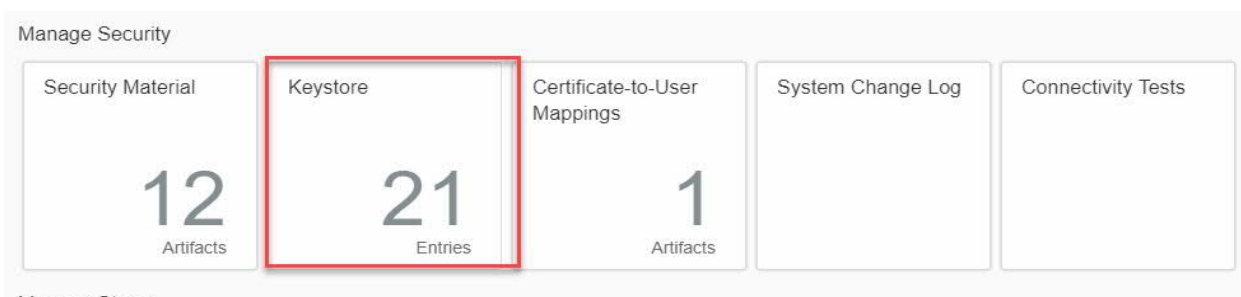 Manage Security
Security Material
Keystore
Certificate-to-User
Mappings
System Change Log
Connectivity Tests
12
Artifacts
21
Entries
1
Artifacts